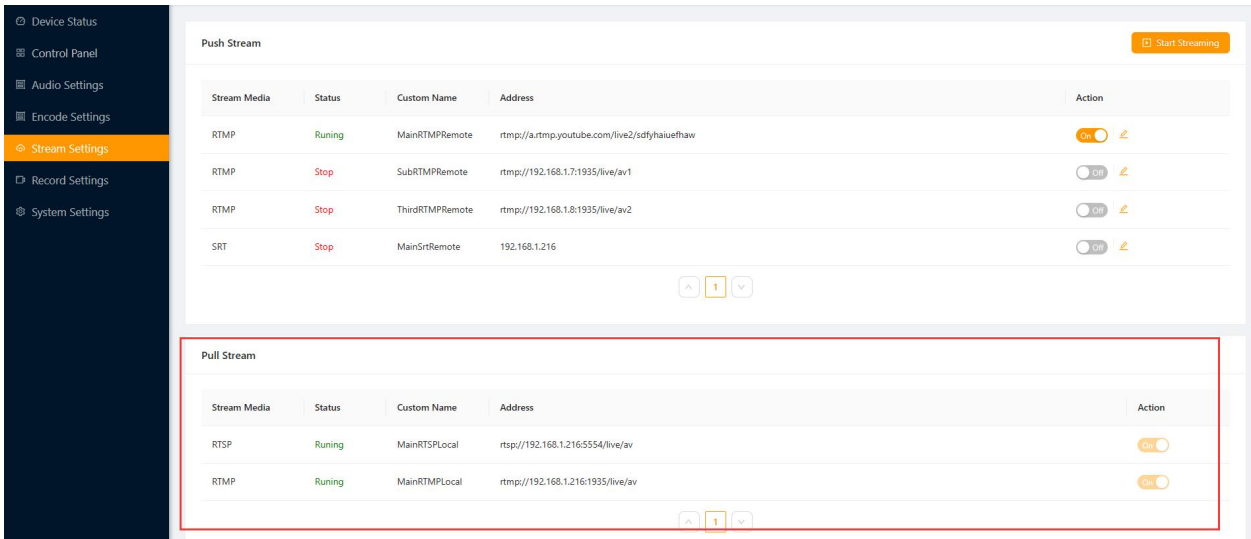 Device Status
Control Panel
Audio Settings
Encode Settings
Stream Settings
Record Settings
System Settings
Push Stream
Start Streaming
Stream Media Status Custom Name Address Action
RTMP Runing MainRTMPRemote rtmp://a.rtmp.youtube.com/live2/sdfyhaiuefhaw On
RTMP Stop SubRTMPRemote rtmp://192.168.1.7:1935/live/av1 Off
RTMP Stop ThirdRTMPRemote rtmp://192.168.1.8:1935/live/av2 Off
SRT Stop MainSrtRemote 192.168.1.216 Off
1
Pull Stream
Stream Media Status Custom Name Address Action
RTSP Runing MainRTSPLocal rtsp://192.168.1.216:5554/live/av On
RTMP Runing MainRTMPLocal rtmp://192.168.1.216:1935/live/av On
1